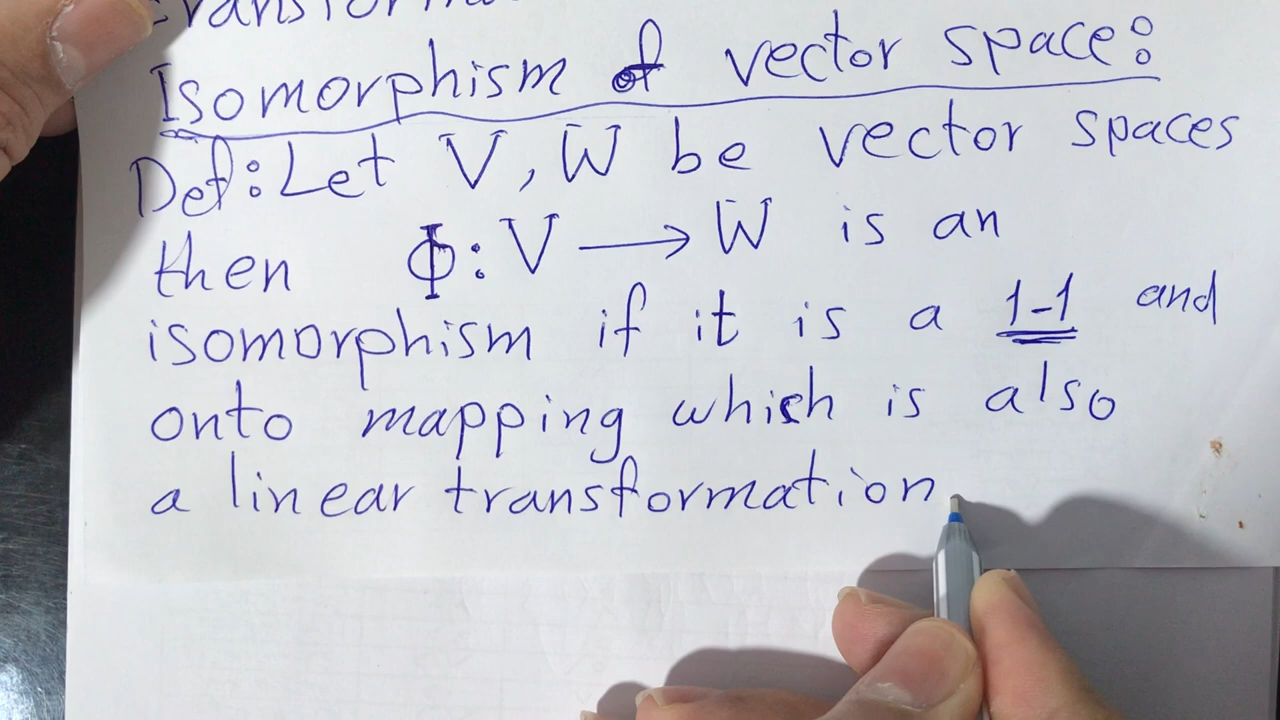 Isomorphism of vector space:
Def: Let V, W be vector spaces
then Φ: V ⟶ W is an
isomorphism if it is a 1-1 and
onto mapping which is also
a linear transformation.